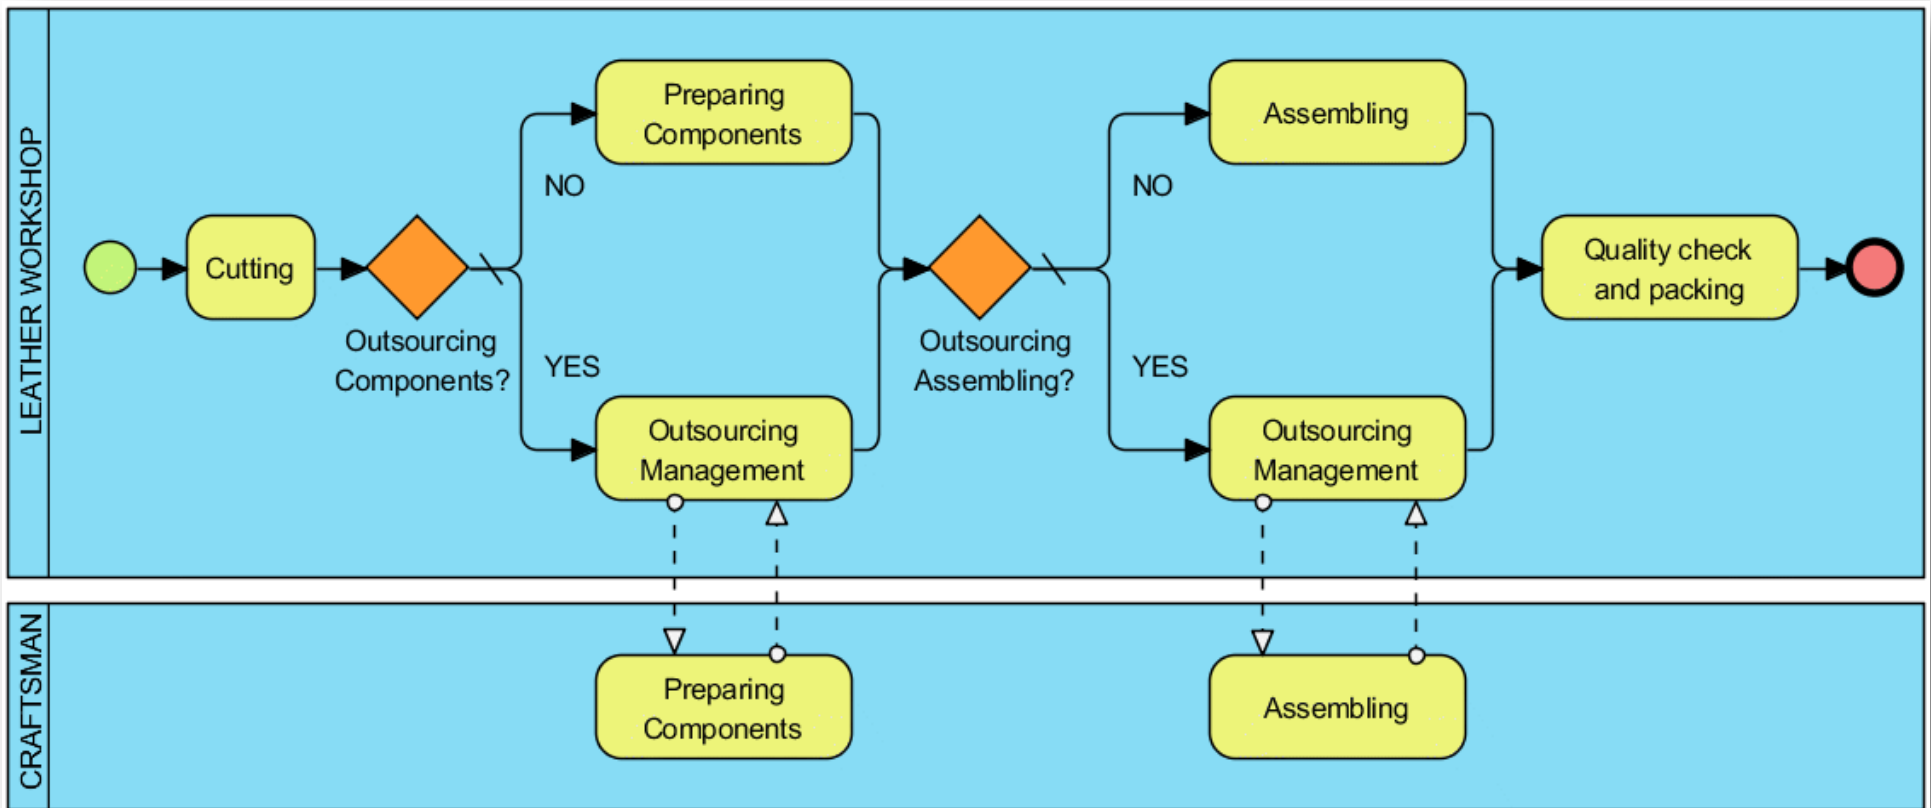 LEATHER WORKSHOP
Cutting
Outsourcing
Components?
NO
YES
Preparing
Components
Outsourcing
Management
Outsourcing
Assembling?
NO
YES
Assembling
Outsourcing
Management
Quality check
and packing
CRAFTSMAN
Preparing
Components
Assembling